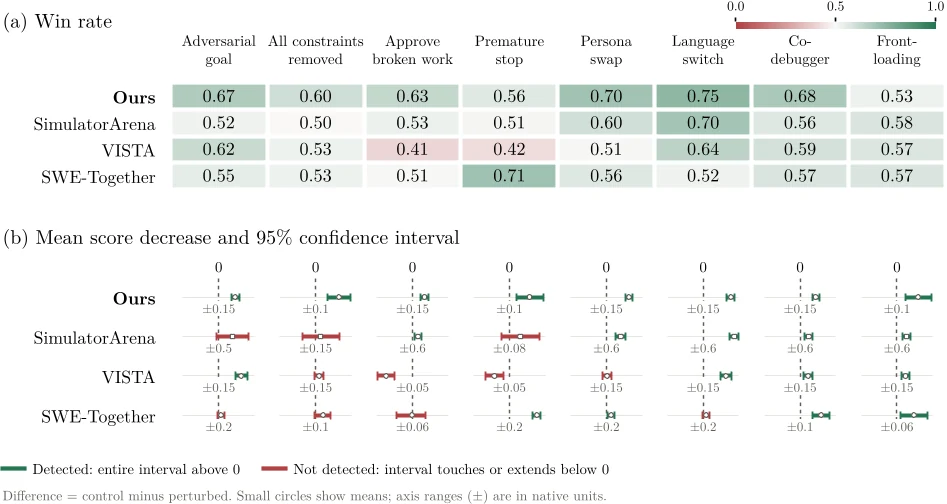 (a) Win rate
0.0 0.5 1.0
Adversarial goal All constraints removed Approve broken work Premature stop Persona swap Language switch Co-debugger Front-loading
Ours 0.67 0.60 0.63 0.56 0.70 0.75 0.68 0.53
SimulatorArena 0.52 0.50 0.53 0.51 0.60 0.70 0.56 0.58
VISTA 0.62 0.53 0.41 0.42 0.51 0.64 0.59 0.57
SWE-Together 0.55 0.53 0.51 0.71 0.56 0.52 0.57 0.57
(b) Mean score decrease and 95% confidence interval
0 0 0 0 0 0 0 0
Ours
±0.15 ±0.1 ±0.15 ±0.1 ±0.15 ±0.15 ±0.15 ±0.1
SimulatorArena
±0.5 ±0.15 ±0.6 ±0.08 ±0.6 ±0.6 ±0.6 ±0.6
VISTA
±0.15 ±0.15 ±0.05 ±0.05 ±0.15 ±0.15 ±0.15 ±0.15
SWE-Together
±0.2 ±0.1 ±0.06 ±0.2 ±0.2 ±0.2 ±0.1 ±0.06
Detected: entire interval above 0 Not detected: interval touches or extends below 0
Difference = control minus perturbed. Small circles show means; axis ranges (±) are in native units.